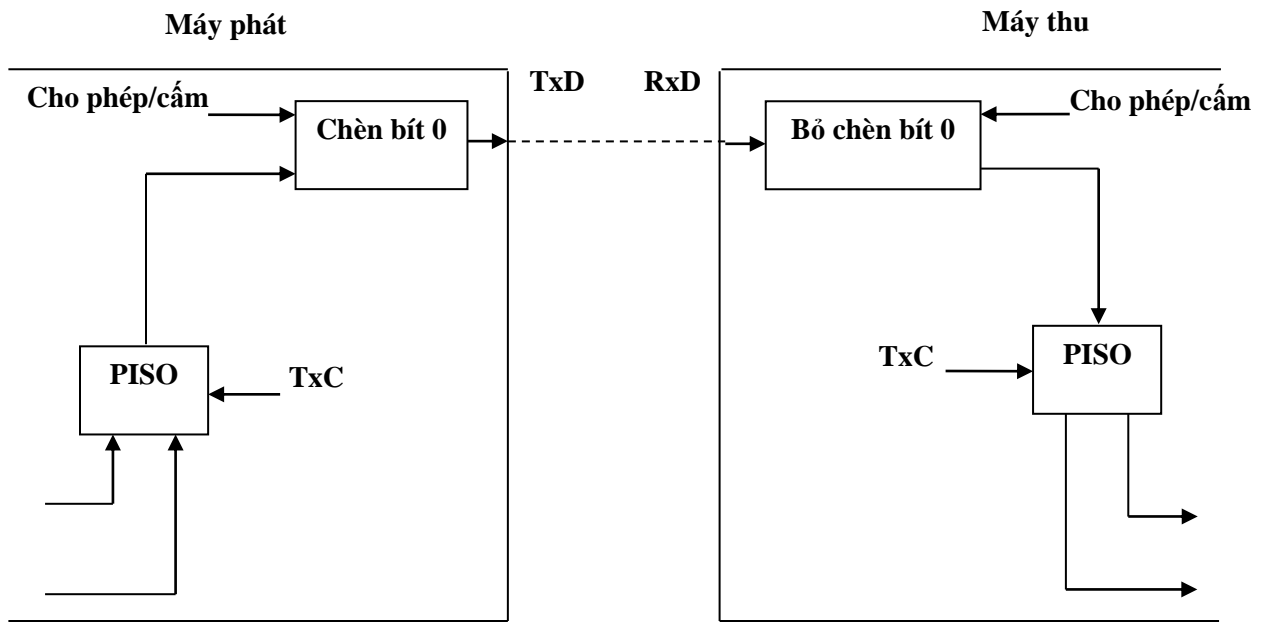 Máy phát
Máy thu
TxD
RxD
Cho phép/cấm
Cho phép/cấm
Chèn bít 0
Bỏ chèn bít 0
PISO
TxC
TxC
PISO